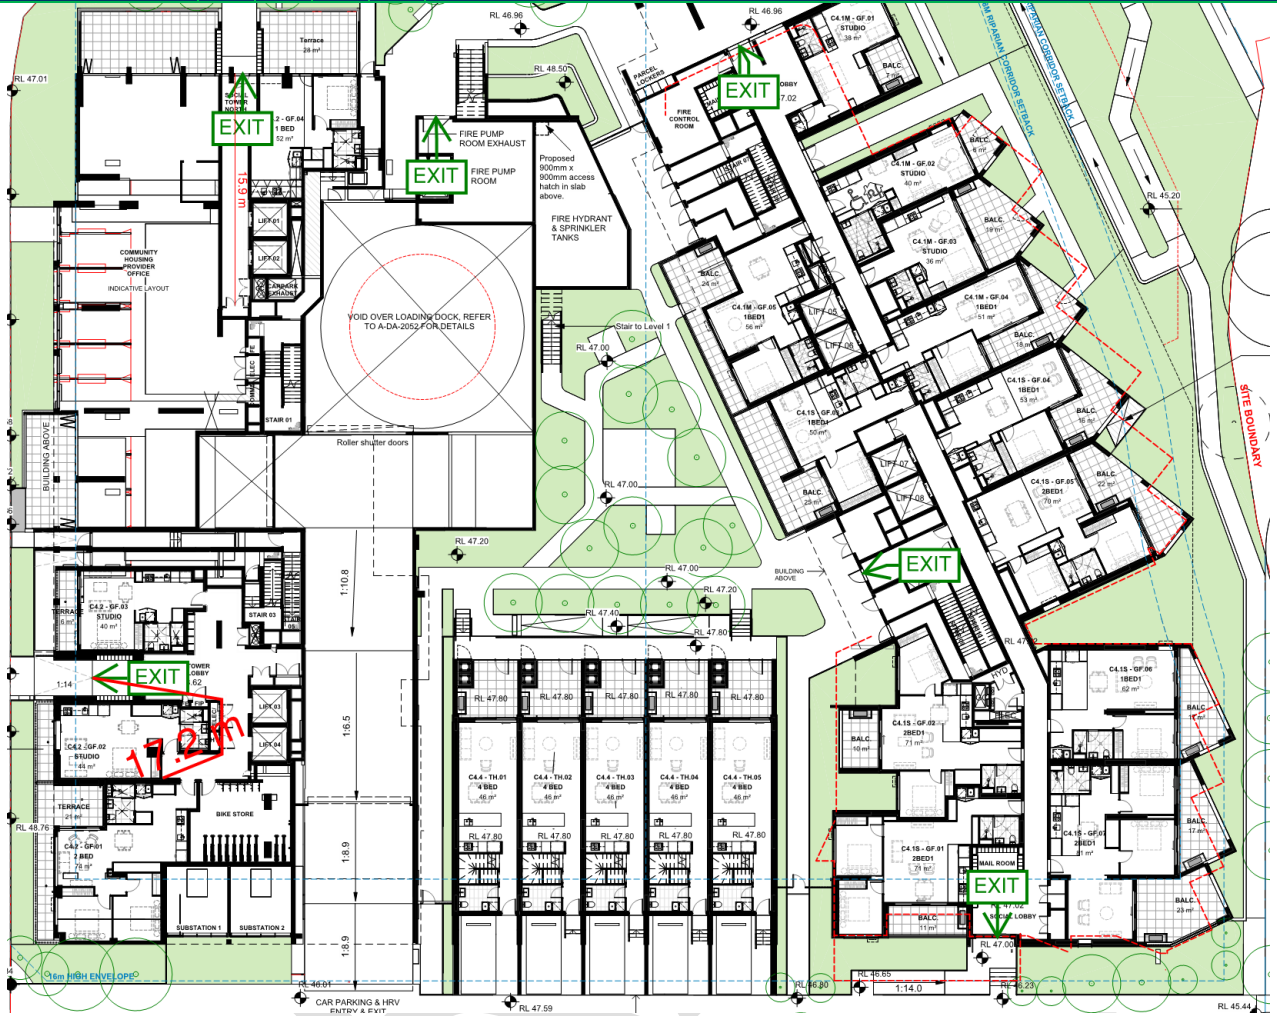 RL 46.96
RL 46.96
Terrace
28 m²
RL 47.01
RL 48.50
PARCEL
LOCKERS
C4.1M - GF.01
STUDIO
38 m²
BALC.
EXIT
LOBBY
SOCIAL
TOWER
NORTH
EXIT
1 BED
52 m²
FIRE
CONTROL
ROOM
FIRE PUMP
ROOM EXHAUST
EXIT
FIRE PUMP
ROOM
Proposed
900mm x
900mm access
hatch in slab
above.
FIRE HYDRANT
& SPRINKLER
TANKS
15.9 m
RIPARIAN CORRIDOR SETBACK
RIPARIAN CORRIDOR SETBACK
C4.1M - GF.02
STUDIO
40 m²
BALC.
6 m²
RL 45.20
LIFT-01
LIFT-02
CARPARK
EXHAUST
COMMUNITY
HOUSING
PROVIDER
OFFICE
INDICATIVE LAYOUT
C4.1M - GF.03
STUDIO
36 m²
BALC.
19 m²
BALC.
24 m²
C4.1M - GF.05
1BED1
56 m²
C4.1M - GF.04
1BED1
51 m²
BALC.
18 m²
LIFT-05
LIFT-06
VOID OVER LOADING DOCK, REFER
TO A-DA-2052 FOR DETAILS
Stair to Level 1
RL 47.00
STAIR 01
C4.1S - GF.04
1BED1
53 m²
BALC.
16 m²
SITE BOUNDARY
1BED1
50 m²
Roller shutter doors
BUILDING ABOVE
LIFT-07
LIFT-08
BALC.
C4.1S - GF.05
2BED1
70 m²
BALC.
22 m²
RL 47.00
RL 47.20
RL 47.00
BUILDING
ABOVE
EXIT
1:10.8
RL 47.20
RL 47.40
RL 47.80
TERRACE
6 m²
C4.2 - GF.03
STUDIO
40 m²
STAIR 03
EXIT
TOWER
LOBBY
1:14
LIFT-03
LIFT-04
17.2 m
C4.2 - GF.02
STUDIO
44 m²
1:6.5
RL 47.80
RL 47.80
RL 47.80
RL 47.80
RL 47.80
C4.4 - TH.01
4 BED
46 m²
C4.4 - TH.02
4 BED
46 m²
C4.4 - TH.03
4 BED
46 m²
C4.4 - TH.04
4 BED
46 m²
C4.4 - TH.05
4 BED
46 m²
HYD
C4.1S - GF.06
1BED1
62 m²
BALC.
C4.1S - GF.02
2BED1
71 m²
BALC.
10 m²
TERRACE
21 m²
RL 48.76
BIKE STORE
C4.2 - GF.01
2 BED
74 m²
1:8.9
RL 47.80
RL 47.80
RL 47.80
RL 47.80
RL 47.80
C4.1S - GF.07
2BED1
81 m²
BALC.
17 m²
C4.1S - GF.01
2BED1
71 m²
MAIL ROOM
EXIT
RL 47.02
SOCIAL LOBBY
BALC.
11 m²
BALC.
23 m²
SUBSTATION 1
SUBSTATION 2
1:8.9
RL 47.00
16m HIGH ENVELOPE
RL 46.01
CAR PARKING & HRV
ENTRY & EXIT
RL 47.59
RL 46.80
RL 46.65
1:14.0
RL 46.23
RL 45.44